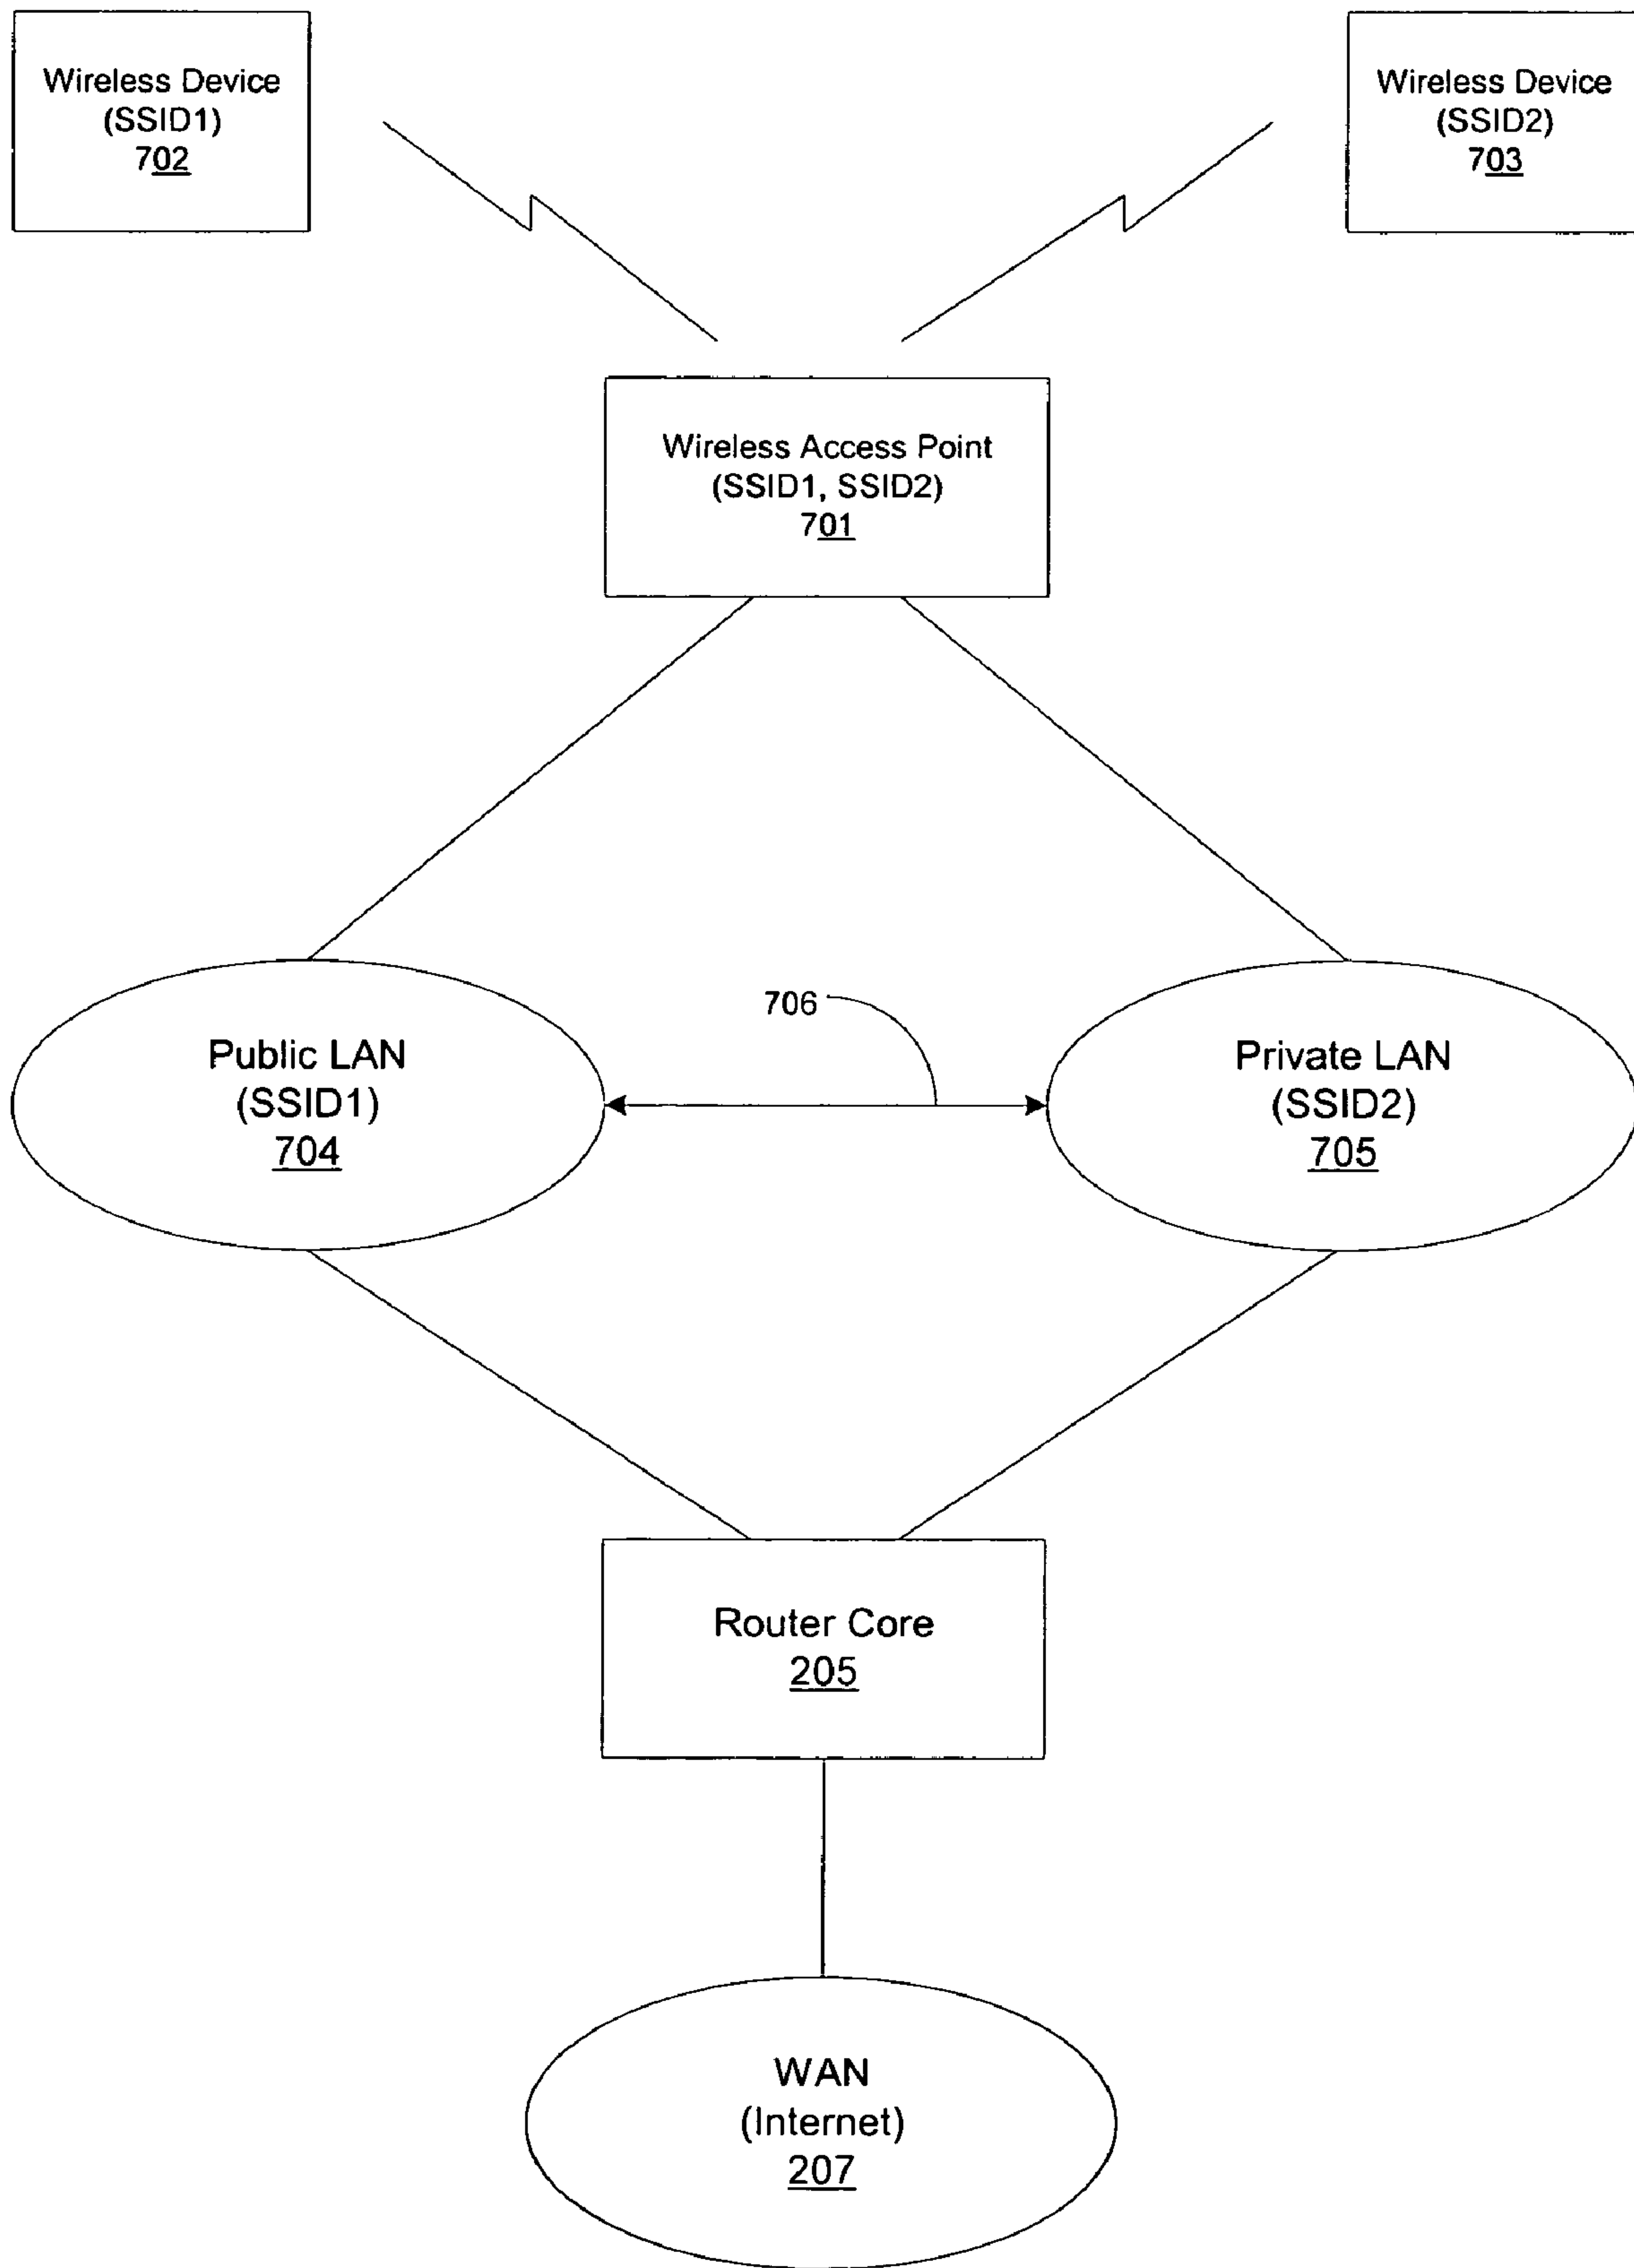 Wireless Device
(SSID1)
702
Wireless Device
(SSID2)
703
Wireless Access Point
(SSID1, SSID2)
701
706
Public LAN
(SSID1)
704
Private LAN
(SSID2)
705
Router Core
205
WAN
(Internet)
207